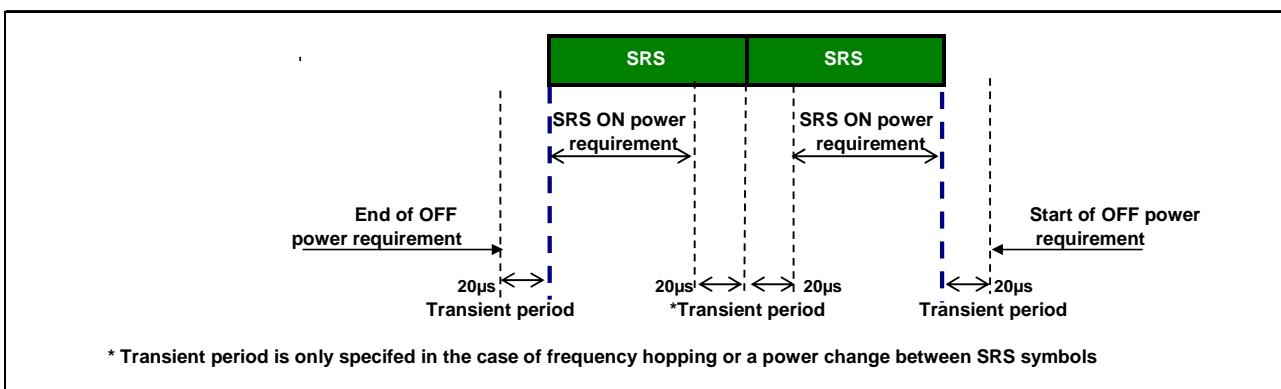 SRS SRS
SRS ON power requirement
SRS ON power requirement
End of OFF power requirement
Start of OFF power requirement
20µs 20µs 20µs 20µs
Transient period *Transient period Transient period
* Transient period is only specifed in the case of frequency hopping or a power change between SRS symbols